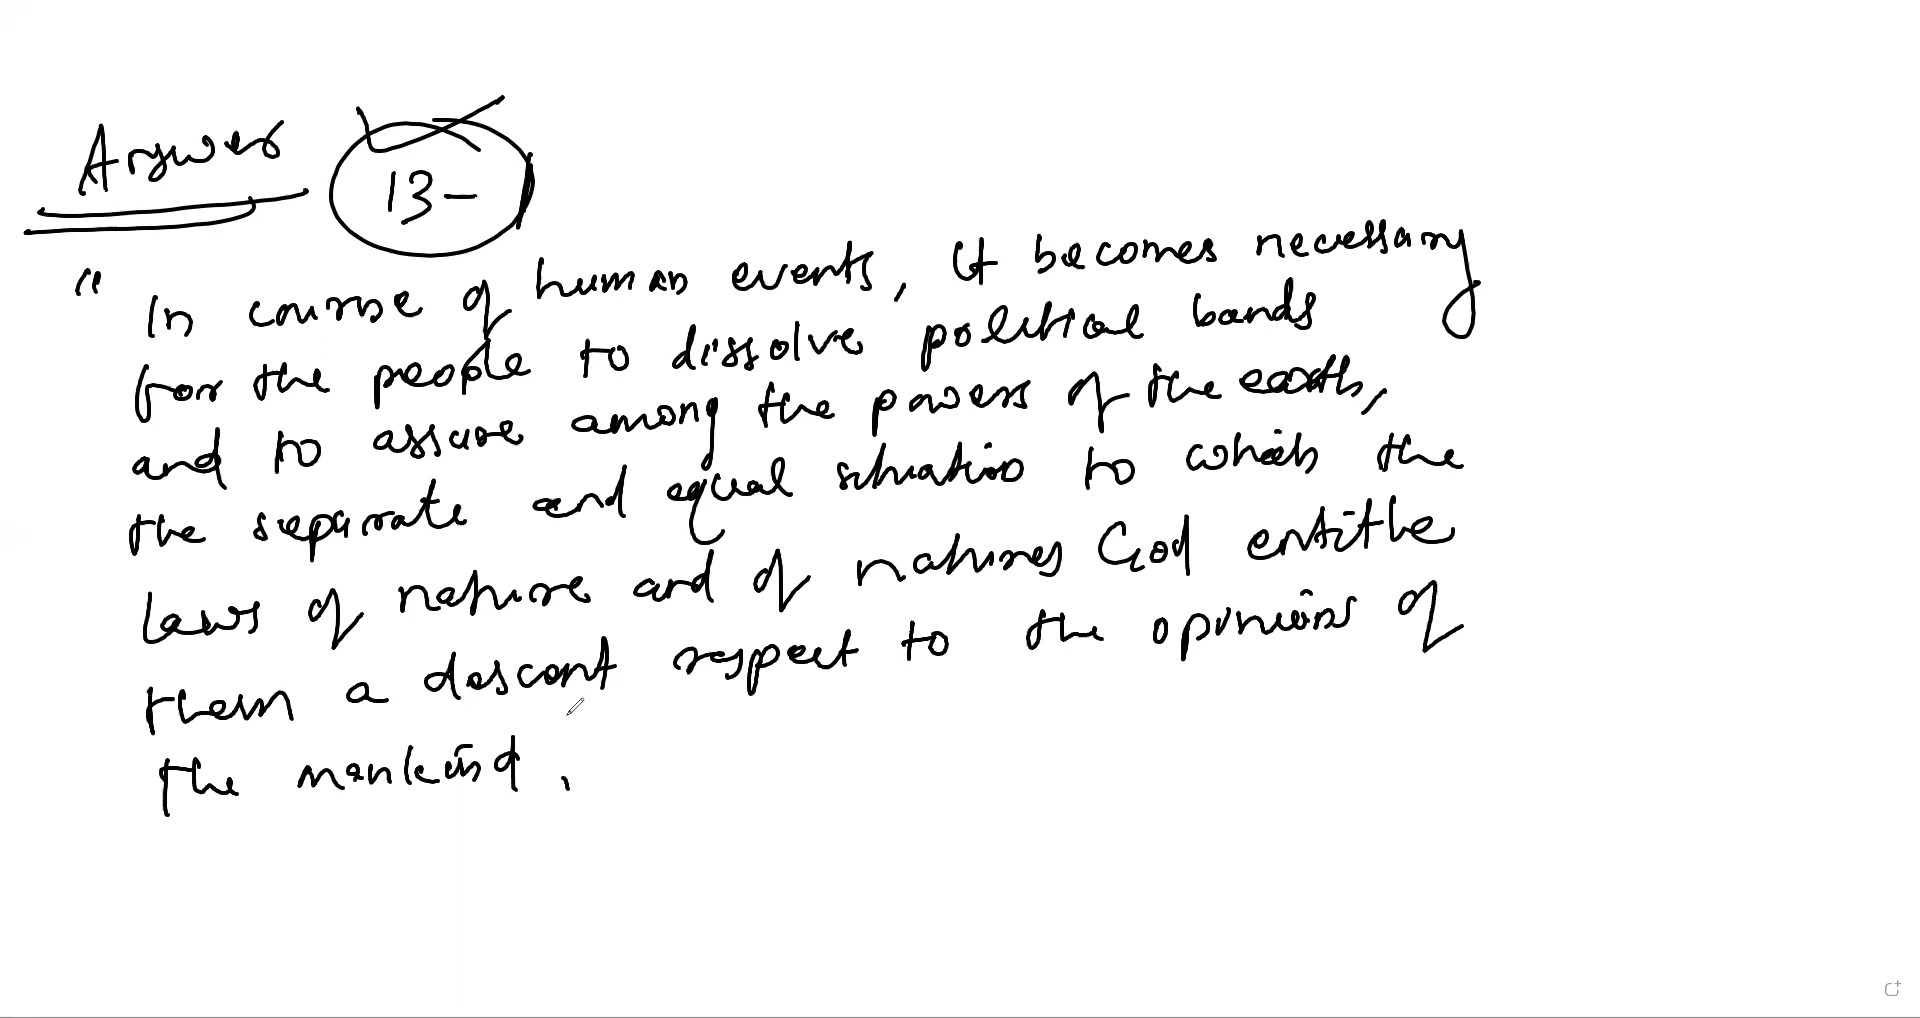 Answer 13-
" In course of human events, it becomes necessary
for the people to dissolve political bands
and to assure among the powers of the earth,
the separate and equal situation to which the
laws of nature and of natures God entitle
them a descent respect to the opinions of
the mankind.